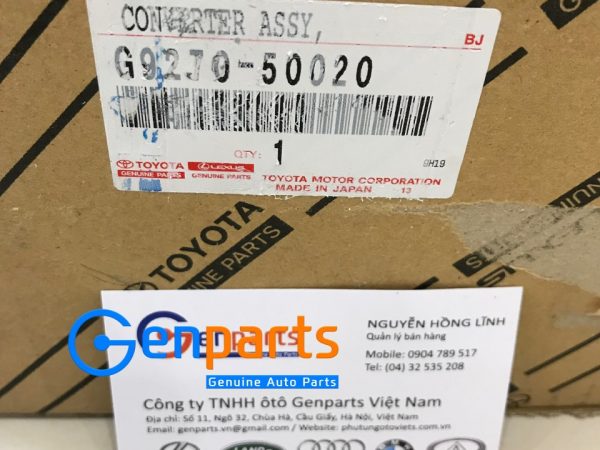 CONVERTER ASSY,
BJ
G9270-50020
QTY: 1
9H19
TOYOTA
GENUINE PARTS
LEXUS
GENUINE PARTS
TOYOTA MOTOR CORPORATION
MADE IN JAPAN 13
TOYOTA
GENUINE PARTS
Genparts
Genuine Auto Parts
NGUYỄN HỒNG LĨNH
Quản lý bán hàng
Mobile: 0904 789 517
Tel: (04) 32 535 208
Công ty TNHH ôtô Genparts Việt Nam
Địa chỉ: Số 11, Ngõ 32, Chùa Hà, Cầu Giấy, Hà Nội, Việt Nam
Email: genparts.vn@gmail.com / Website: phutungotoviets.com